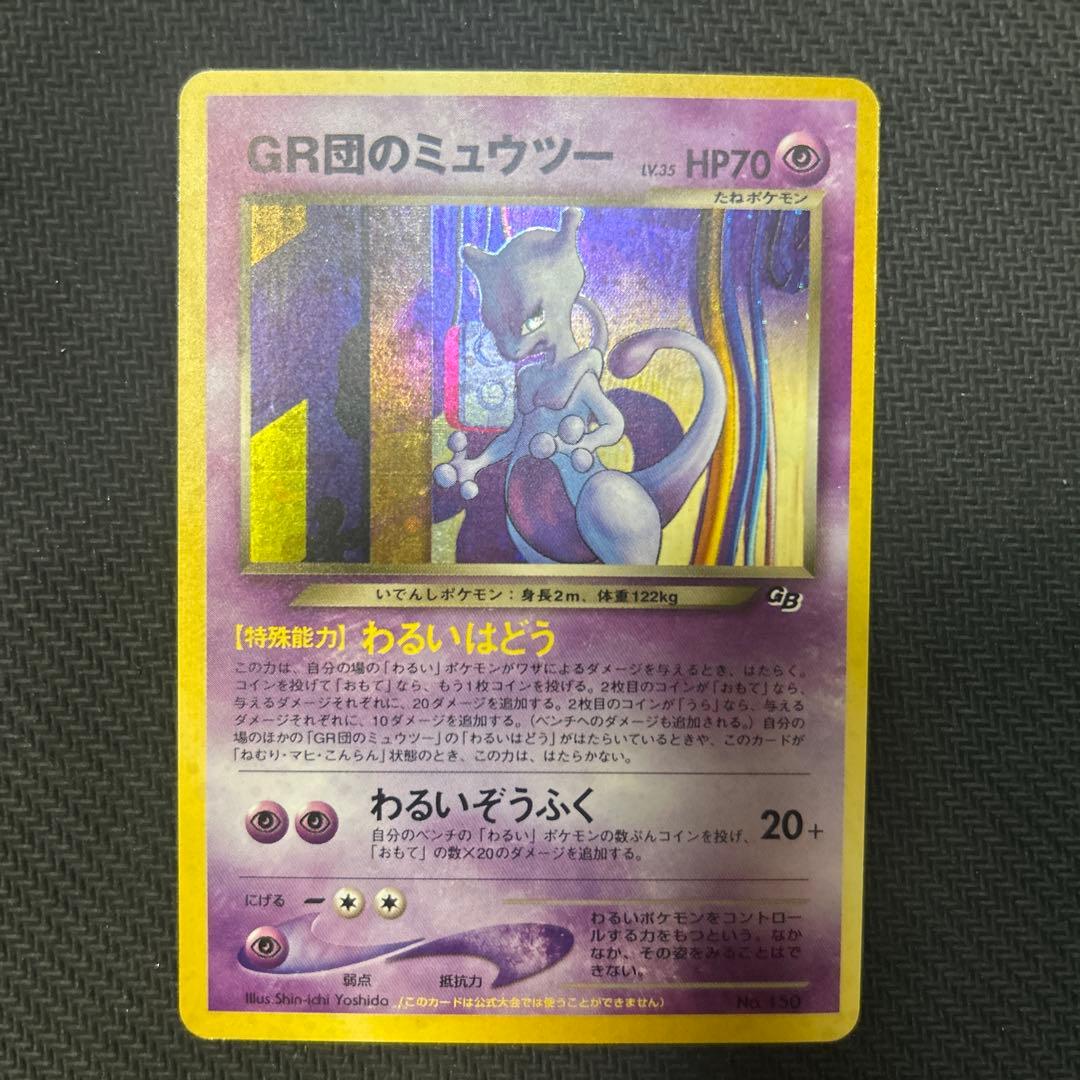 GR団のミュウツー LV.35 HP70
たねポケモン
いでんしポケモン:身長2m、体重122kg GB
【特殊能力】わるいはどう
この力は、自分の場の「わるい」ポケモンがワザによるダメージを与えるとき、はたらく。
コインを投げて「おもて」なら、もう1枚コインを投げる。2枚目のコインが「おもて」なら、
与えるダメージそれぞれに、20ダメージを追加する。2枚目のコインが「うら」なら、与える
ダメージそれぞれに、10ダメージを追加する。(ベンチへのダメージも追加される。)自分の
場のほかの「GR団のミュウツー」の「わるいはどう」がはたらいているときや、このカードが
「ねむり・マヒ・こんらん」状態のとき、この力は、はたらかない。
わるいぞうふく
自分のベンチの「わるい」ポケモンの数ぶんコインを投げ、
「おもて」の数×20のダメージを追加する。
20+
にげる
弱点 抵抗力
わるいポケモンをコントロー
ルする力をもつという。なか
なか、その姿をみることはで
きない。
Illus.Shin-ichi Yoshida /(このカードは公式大会では使うことができません) No.150